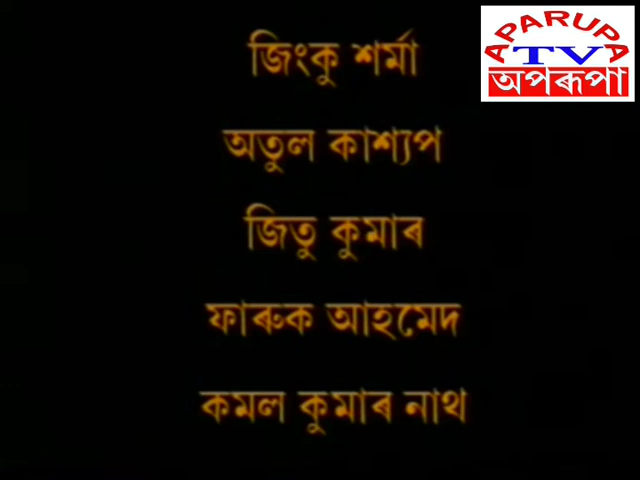 জিংকু শৰ্মা
APARUPA
TV
অপৰূপা
অতুল কাশ্যপ
জিতু কুমাৰ
ফাৰুক আহমেদ
কমল কুমাৰ নাথ